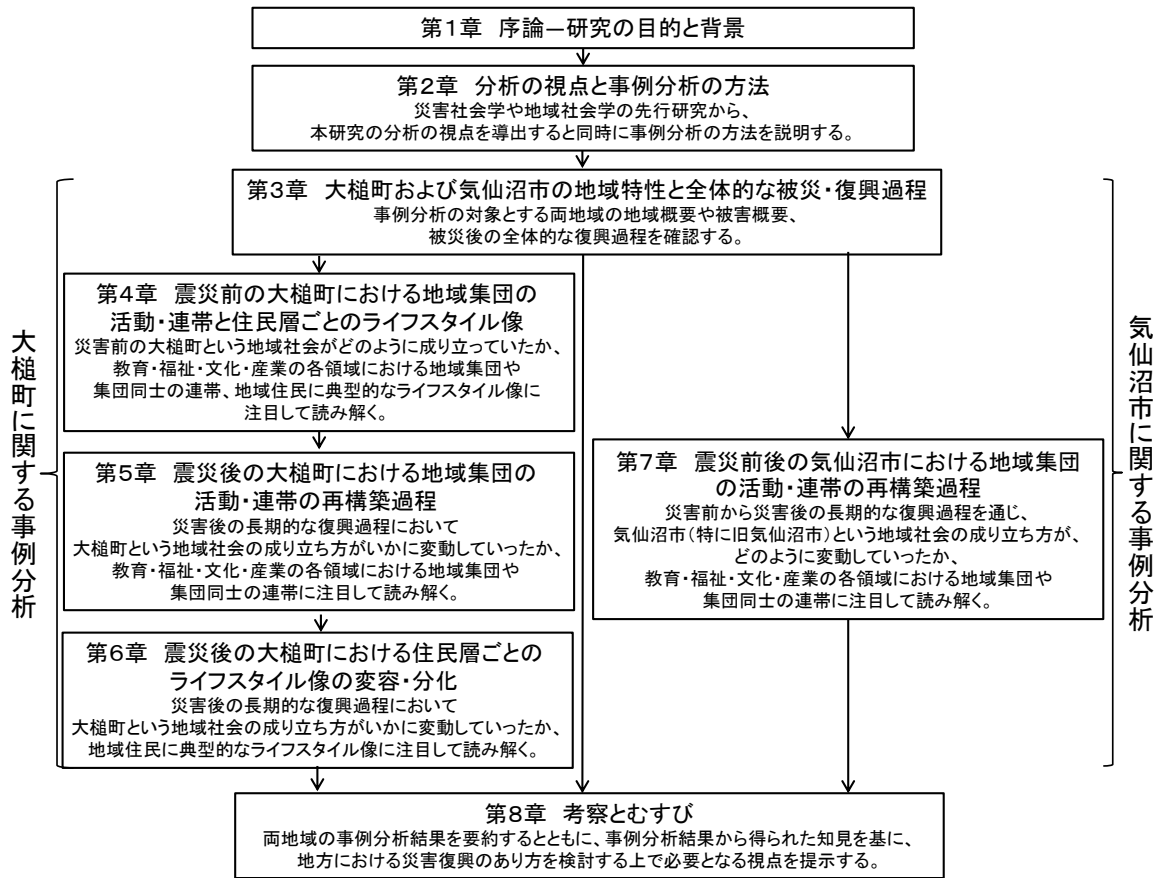 第1章 序論―研究の目的と背景
第2章 分析の視点と事例分析の方法
災害社会学や地域社会学の先行研究から、
本研究の分析の視点を導出すると同時に事例分析の方法を説明する。
第3章 大槌町および気仙沼市の地域特性と全体的な被災・復興過程
事例分析の対象とする両地域の地域概要や被害概要、
被災後の全体的な復興過程を確認する。
大槌町に関する事例分析
第4章 震災前の大槌町における地域集団の
活動・連帯と住民層ごとのライフスタイル像
災害前の大槌町という地域社会がどのように成り立っていたか、
教育・福祉・文化・産業の各領域における地域集団や
集団同士の連帯、地域住民に典型的なライフスタイル像に
注目して読み解く。
第5章 震災後の大槌町における地域集団の
活動・連帯の再構築過程
災害後の長期的な復興過程において
大槌町という地域社会の成り立ち方がいかに変動していったか、
教育・福祉・文化・産業の各領域における地域集団や
集団同士の連帯に注目して読み解く。
第6章 震災後の大槌町における住民層ごとの
ライフスタイル像の変容・分化
災害後の長期的な復興過程において
大槌町という地域社会の成り立ち方がいかに変動していったか、
地域住民に典型的なライフスタイル像に注目して読み解く。
気仙沼市に関する事例分析
第7章 震災前後の気仙沼市における地域集団
の活動・連帯の再構築過程
災害前から災害後の長期的な復興過程を通じ、
気仙沼市(特に旧気仙沼市)という地域社会の成り立ち方が、
どのように変動していったか、
教育・福祉・文化・産業の各領域における地域集団や
集団同士の連帯に注目して読み解く。
第8章 考察とむすび
両地域の事例分析結果を要約するとともに、事例分析結果から得られた知見を基に、
地方における災害復興のあり方を検討する上で必要となる視点を提示する。